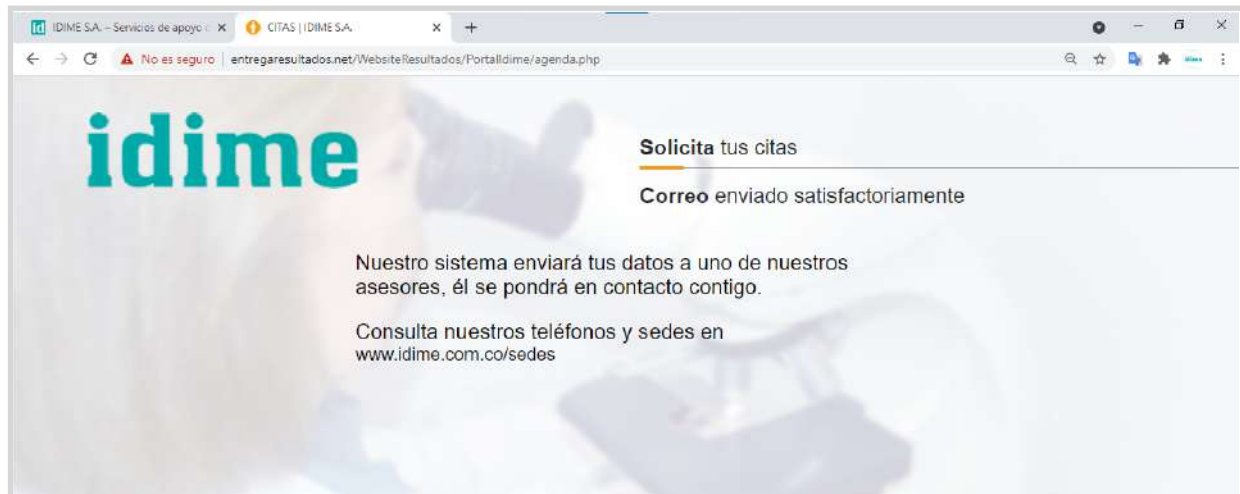 IDIME S.A. – Servicios de apoyo
CITAS | IDIME S.A.
No es seguro | entregaresultados.net/WebsiteResultados/PortalIdime/agenda.php
idime
Solicita tus citas
Correo enviado satisfactoriamente
Nuestro sistema enviará tus datos a uno de nuestros
asesores, él se pondrá en contacto contigo.
Consulta nuestros teléfonos y sedes en
www.idime.com.co/sedes